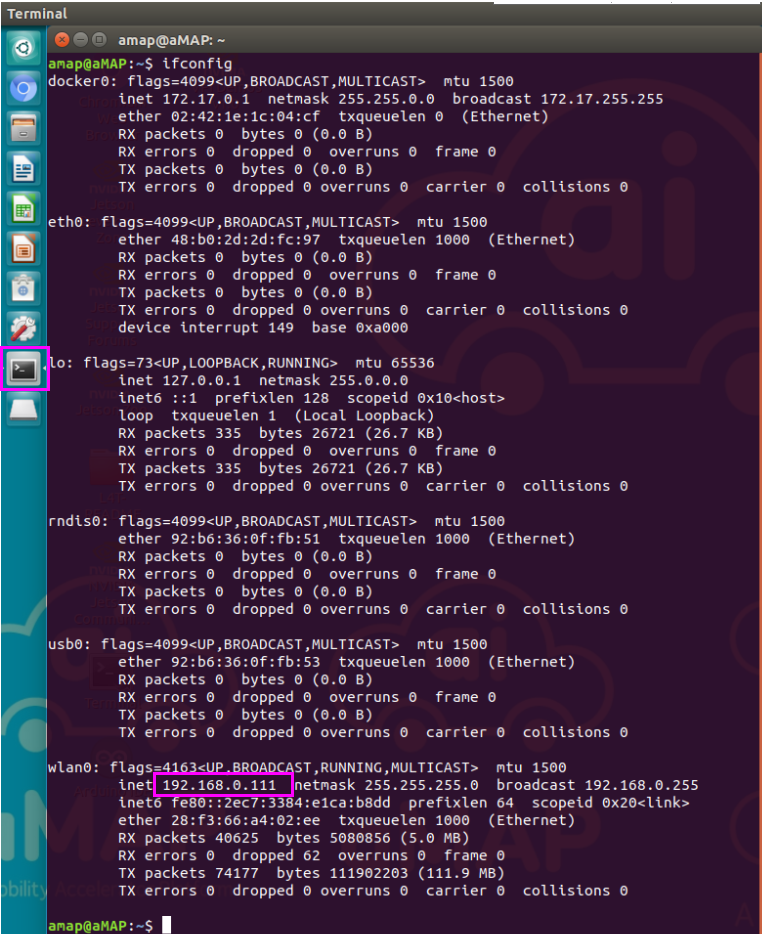 Terminal
amap@aMAP: ~
amap@aMAP:~$ ifconfig
docker0: flags=4099<UP,BROADCAST,MULTICAST>  mtu 1500
        inet 172.17.0.1  netmask 255.255.0.0  broadcast 172.17.255.255
        ether 02:42:1e:1c:04:cf  txqueuelen 0  (Ethernet)
        RX packets 0  bytes 0 (0.0 B)
        RX errors 0  dropped 0  overruns 0  frame 0
        TX packets 0  bytes 0 (0.0 B)
        TX errors 0  dropped 0 overruns 0  carrier 0  collisions 0
eth0: flags=4099<UP,BROADCAST,MULTICAST>  mtu 1500
        ether 48:b0:2d:2d:fc:97  txqueuelen 1000  (Ethernet)
        RX packets 0  bytes 0 (0.0 B)
        RX errors 0  dropped 0  overruns 0  frame 0
        TX packets 0  bytes 0 (0.0 B)
        TX errors 0  dropped 0 overruns 0  carrier 0  collisions 0
        device interrupt 149  base 0xa000
lo: flags=73<UP,LOOPBACK,RUNNING>  mtu 65536
        inet 127.0.0.1  netmask 255.0.0.0
        inet6 ::1  prefixlen 128  scopeid 0x10<host>
        loop  txqueuelen 1  (Local Loopback)
        RX packets 335  bytes 26721 (26.7 KB)
        RX errors 0  dropped 0  overruns 0  frame 0
        TX packets 335  bytes 26721 (26.7 KB)
        TX errors 0  dropped 0 overruns 0  carrier 0  collisions 0
rndis0: flags=4099<UP,BROADCAST,MULTICAST>  mtu 1500
        ether 92:b6:36:0f:fb:51  txqueuelen 1000  (Ethernet)
        RX packets 0  bytes 0 (0.0 B)
        RX errors 0  dropped 0  overruns 0  frame 0
        TX packets 0  bytes 0 (0.0 B)
        TX errors 0  dropped 0 overruns 0  carrier 0  collisions 0
usb0: flags=4099<UP,BROADCAST,MULTICAST>  mtu 1500
        ether 92:b6:36:0f:fb:53  txqueuelen 1000  (Ethernet)
        RX packets 0  bytes 0 (0.0 B)
        RX errors 0  dropped 0  overruns 0  frame 0
        TX packets 0  bytes 0 (0.0 B)
        TX errors 0  dropped 0 overruns 0  carrier 0  collisions 0
wlan0: flags=4163<UP,BROADCAST,RUNNING,MULTICAST>  mtu 1500
        inet 192.168.0.111  netmask 255.255.255.0  broadcast 192.168.0.255
        inet6 fe80::2ec7:3384:e1ca:b8dd  prefixlen 64  scopeid 0x20<link>
        ether 28:f3:66:a4:02:ee  txqueuelen 1000  (Ethernet)
        RX packets 40625  bytes 5080856 (5.0 MB)
        RX errors 0  dropped 62  overruns 0  frame 0
        TX packets 74177  bytes 111902203 (111.9 MB)
        TX errors 0  dropped 0 overruns 0  carrier 0  collisions 0
amap@aMAP:~$